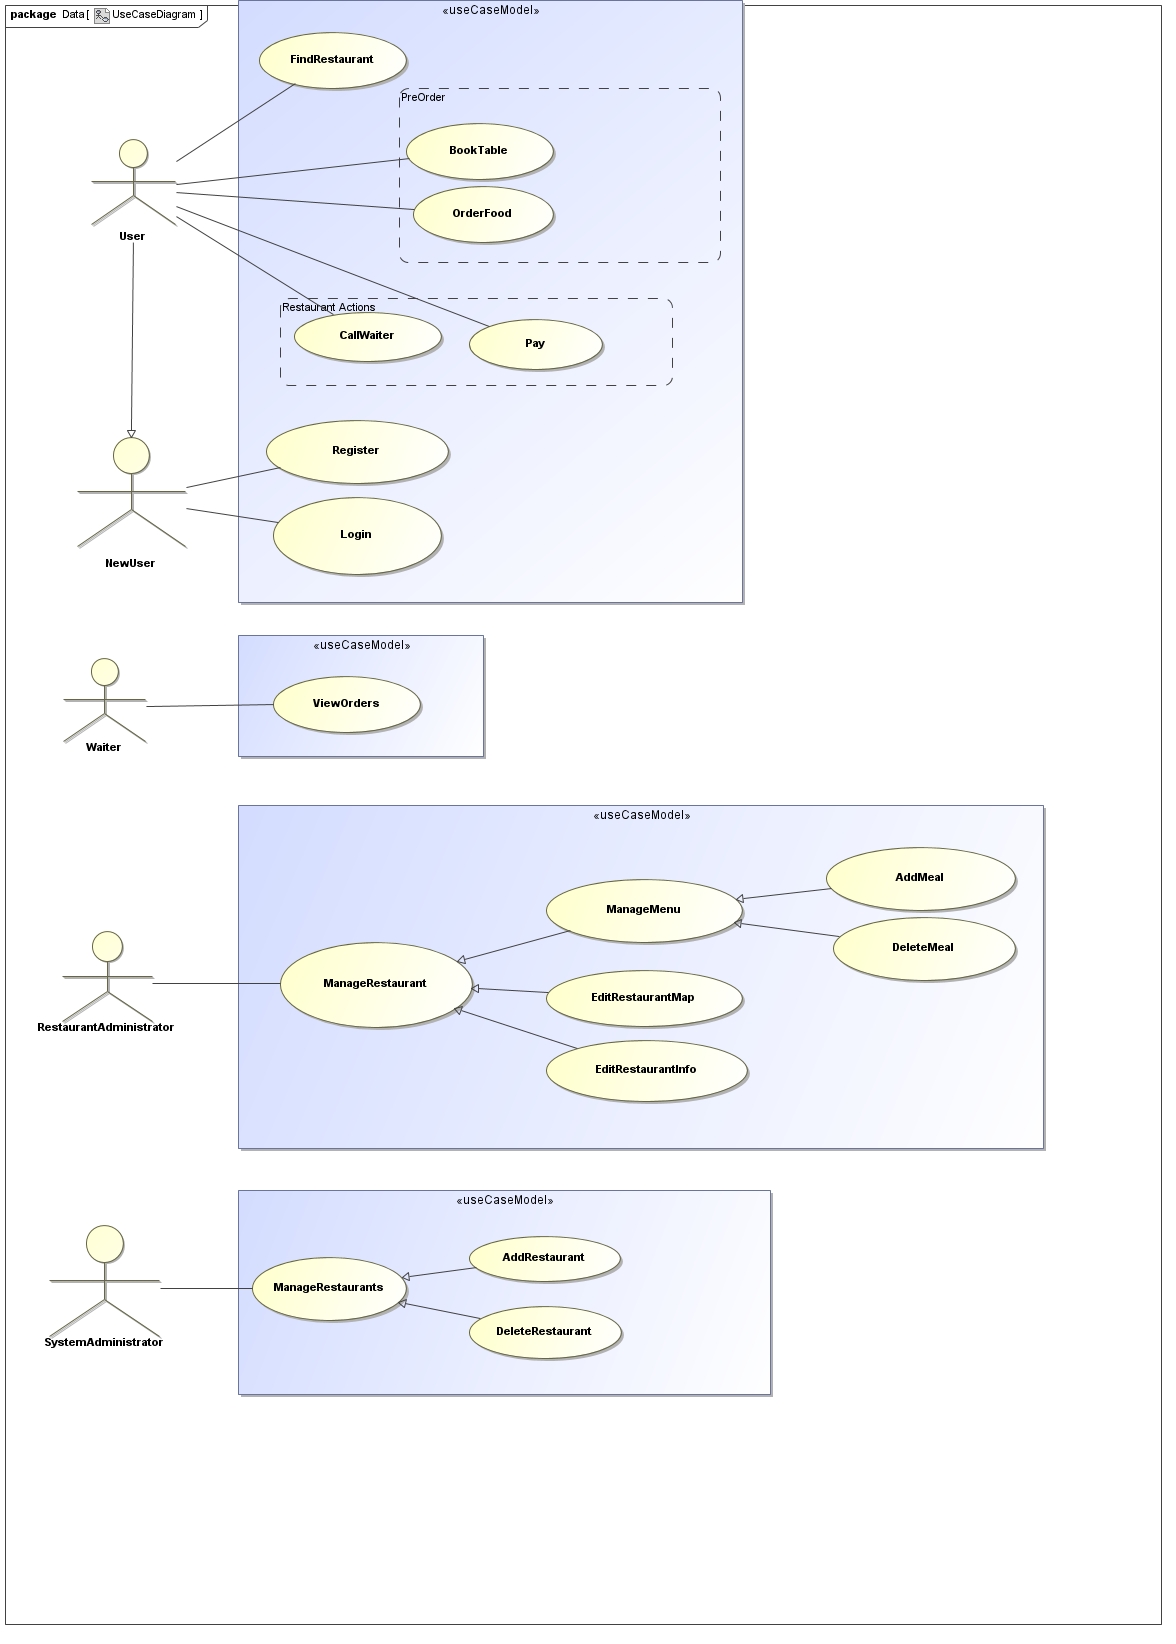 package Data [ UseCaseDiagram ]
«useCaseModel»
FindRestaurant
PreOrder
BookTable
OrderFood
User
Restaurant Actions
CallWaiter
Pay
Register
Login
NewUser
«useCaseModel»
ViewOrders
Waiter
«useCaseModel»
AddMeal
ManageMenu
DeleteMeal
ManageRestaurant
EditRestaurantMap
RestaurantAdministrator
EditRestaurantInfo
«useCaseModel»
AddRestaurant
ManageRestaurants
DeleteRestaurant
SystemAdministrator